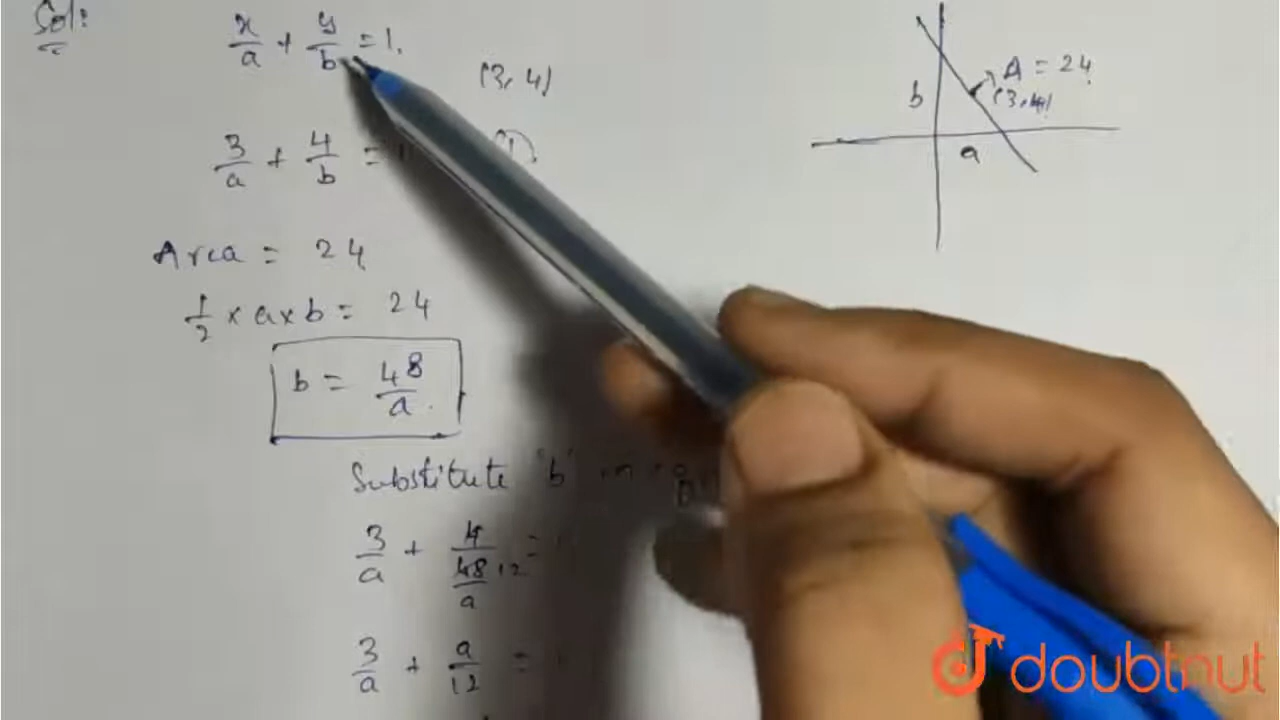 Sol:
x/a + y/b = 1.
(3, 4)
3/a + 4/b =
(1).
Area = 24
1/2 × a × b = 24
b = 48/a.
Substitute 'b' in
3/a + 4/(48/a) 12 =
3/a + a/12 =
A = 24.
(3,4)
b
a
doubtnut